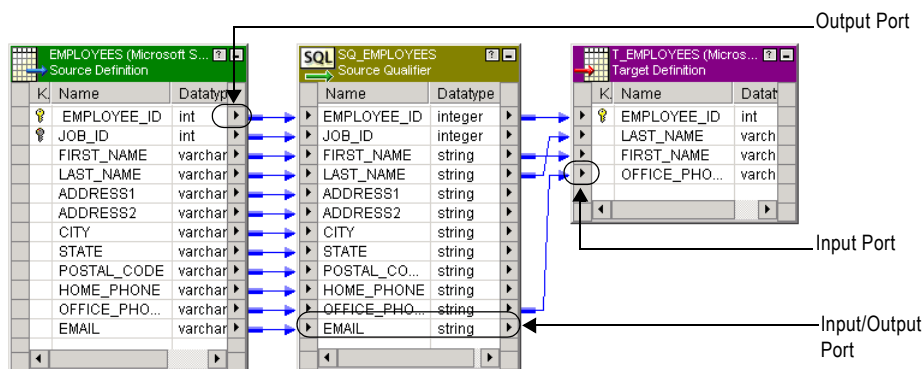 Output Port
EMPLOYEES (Microsoft S... ?
Source Definition
K. Name Datatyp
EMPLOYEE_ID int
JOB_ID int
FIRST_NAME varchar
LAST_NAME varchar
ADDRESS1 varchar
ADDRESS2 varchar
CITY varchar
STATE varchar
POSTAL_CODE varchar
HOME_PHONE varchar
OFFICE_PHO... varchar
EMAIL varchar
SQL SQ_EMPLOYEES ?
Source Qualifier
Name Datatype
EMPLOYEE_ID integer
JOB_ID integer
FIRST_NAME string
LAST_NAME string
ADDRESS1 string
ADDRESS2 string
CITY string
STATE string
POSTAL_CO... string
HOME_PHONE string
OFFICE_PHO... string
EMAIL string
T_EMPLOYEES (Micros... ?
Target Definition
K. Name Datat
EMPLOYEE_ID int
LAST_NAME varch
FIRST_NAME varch
OFFICE_PHO... varch
Input Port
Input/Output
Port